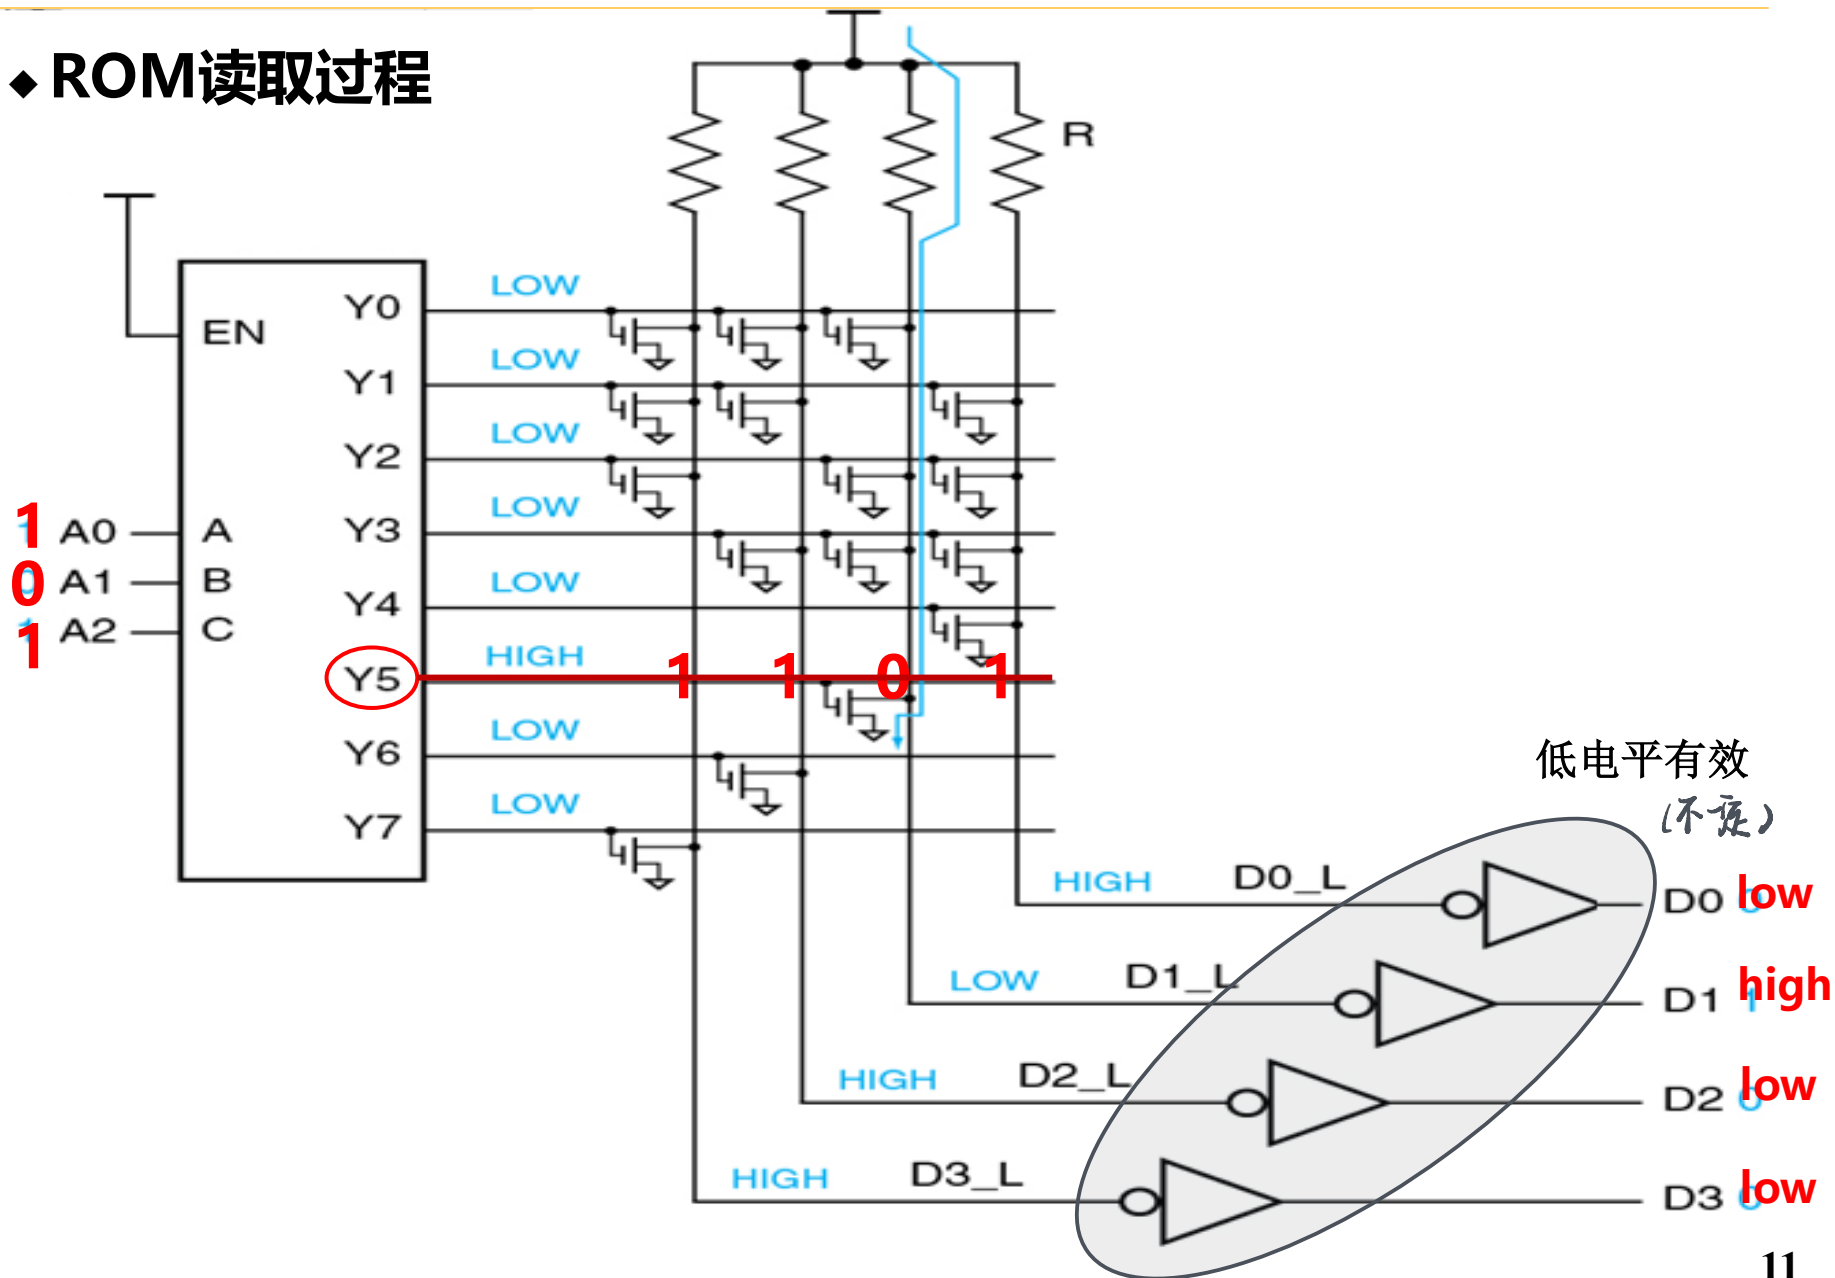 ◆ROM读取过程
R
LOW
Y0
EN
LOW
Y1
LOW
Y2
LOW
1 A0 A Y3
0 A1 B LOW
Y4
1 A2 C
HIGH 1 1 0 1
Y5
LOW
Y6
低电平有效
LOW
Y7
HIGH D0_L D0 low
LOW D1_L D1 high
HIGH D2_L D2 low
HIGH D3_L D3 low
11